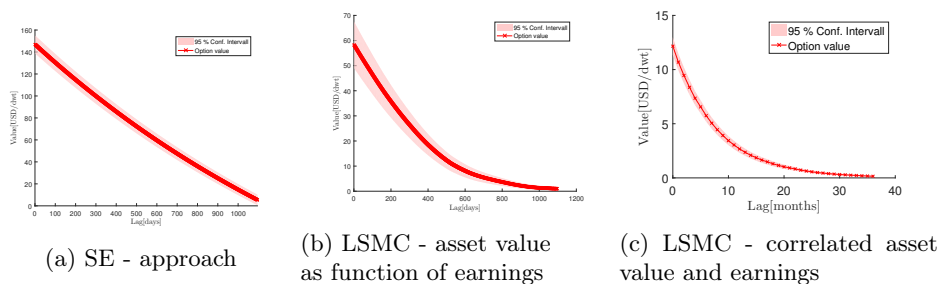 160
140
120
100
80
60
40
20
0
Value[USD/dwt]
0 100 200 300 400 500 600 700 800 900 1000
Lag[days]
95 % Conf. Intervall
Option value
(a) SE - approach
70
60
50
40
30
20
10
0
Value[USD/dwt]
0 200 400 600 800 1000 1200
Lag[days]
95 % Conf. Intervall
Option value
(b) LSMC - asset value
as function of earnings
15
10
5
0
Value[USD/dwt]
0 10 20 30 40
Lag[months]
95 % Conf. Intervall
Option value
(c) LSMC - correlated asset
value and earnings